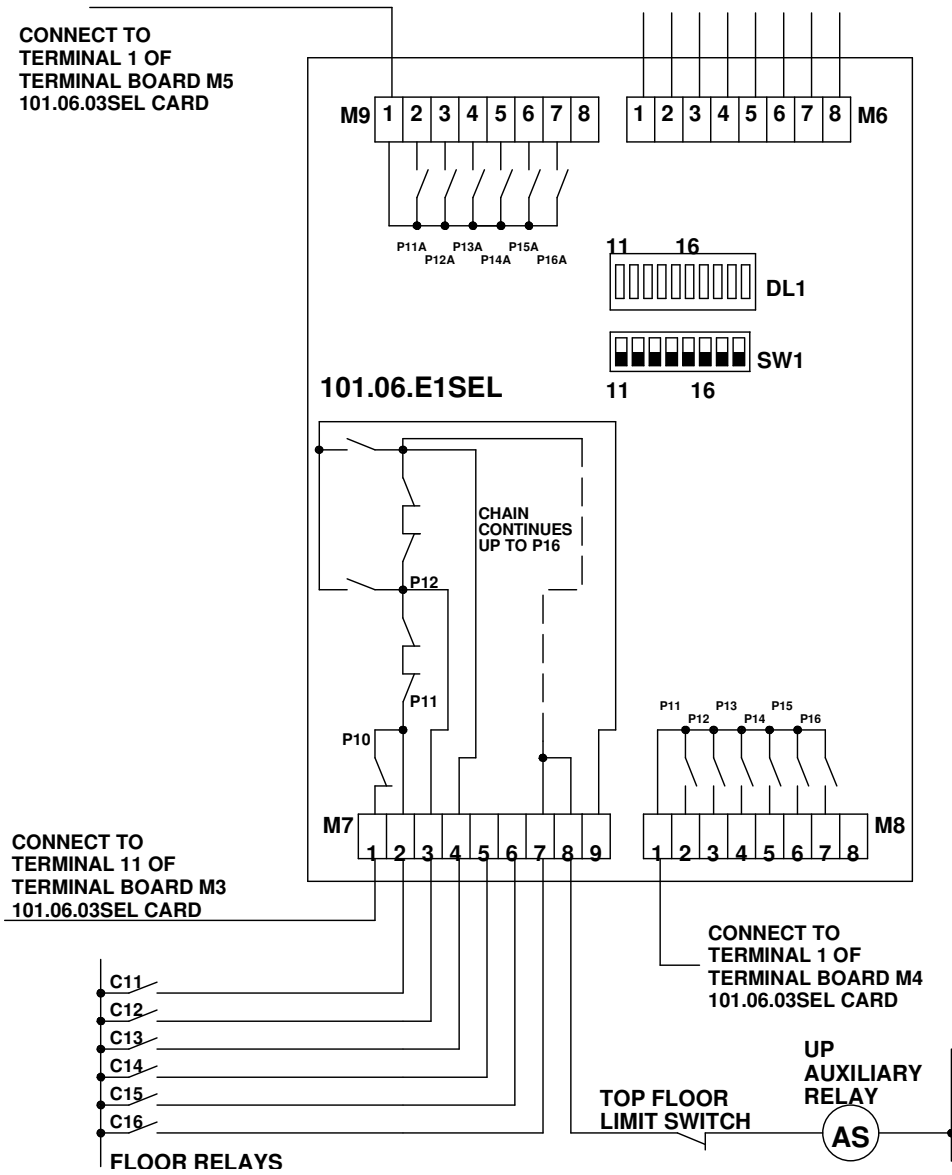 CONNECT TO
TERMINAL 1 OF
TERMINAL BOARD M5
101.06.03SEL CARD
M9 1 2 3 4 5 6 7 8
1 2 3 4 5 6 7 8 M6
P11A P13A P15A
P12A P14A P16A
11 16
DL1
SW1
11 16
101.06.E1SEL
CHAIN
CONTINUES
UP TO P16
P12
P11
P10
P11 P13 P15
P12 P14 P16
M7 1 2 3 4 5 6 7 8 9
1 2 3 4 5 6 7 8 M8
CONNECT TO
TERMINAL 11 OF
TERMINAL BOARD M3
101.06.03SEL CARD
CONNECT TO
TERMINAL 1 OF
TERMINAL BOARD M4
101.06.03SEL CARD
C11
C12
C13
C14
C15
C16
FLOOR RELAYS
TOP FLOOR
LIMIT SWITCH
UP
AUXILIARY
RELAY
AS